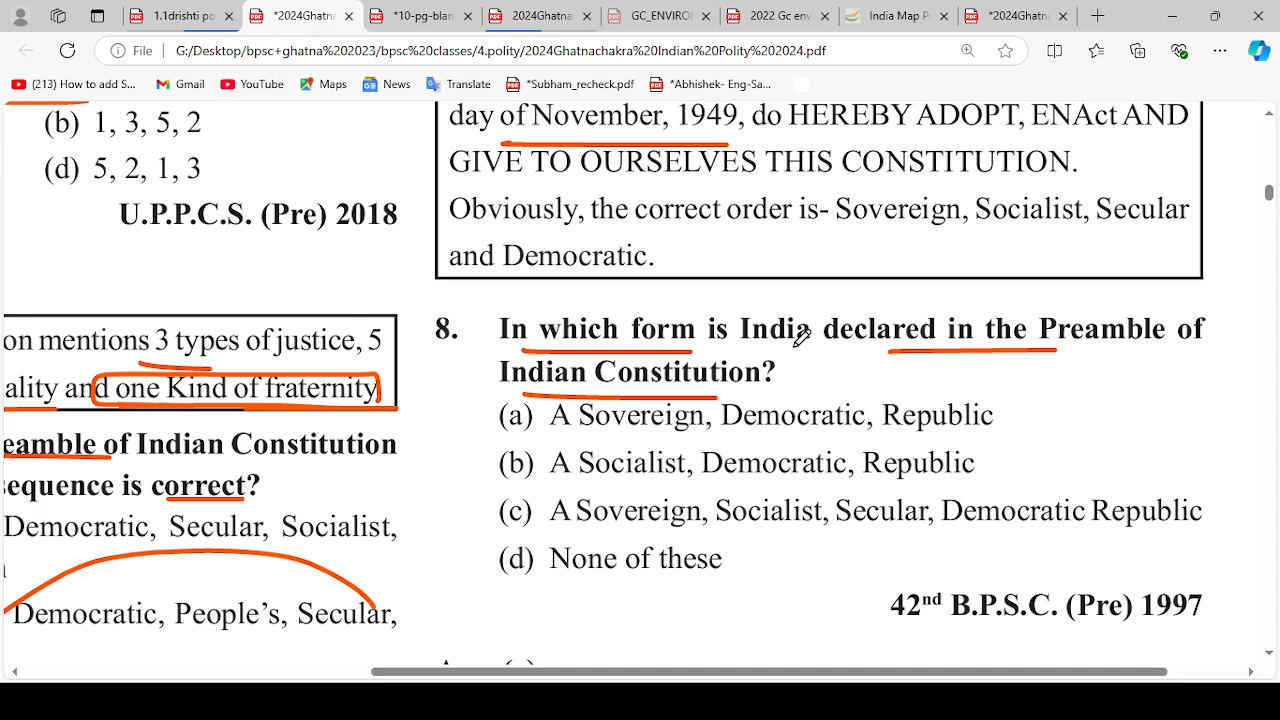 1.1drishti po
*2024Ghatna
*10-pg-blan
2024Ghatna
GC_ENVIRO
2022 Gc env
India Map P
*2024Ghatn
File
G:/Desktop/bpsc+ghatna%202023/bpsc%20classes/4.polity/2024Ghatnachakra%20Indian%20Polity%202024.pdf
(213) How to add S...
Gmail
YouTube
Maps
News
Translate
*Subham_recheck.pdf
*Abhishek- Eng-Sa...
(b) 1, 3, 5, 2
(d) 5, 2, 1, 3
U.P.P.C.S. (Pre) 2018
on mentions 3 types of justice, 5
ality and one Kind of fraternity
eamble of Indian Constitution
sequence is correct?
Democratic, Secular, Socialist,
Democratic, People's, Secular,
day of November, 1949, do HEREBY ADOPT, ENAct AND
GIVE TO OURSELVES THIS CONSTITUTION.
Obviously, the correct order is- Sovereign, Socialist, Secular
and Democratic.
8. In which form is India declared in the Preamble of
Indian Constitution?
(a) A Sovereign, Democratic, Republic
(b) A Socialist, Democratic, Republic
(c) A Sovereign, Socialist, Secular, Democratic Republic
(d) None of these
42nd B.P.S.C. (Pre) 1997